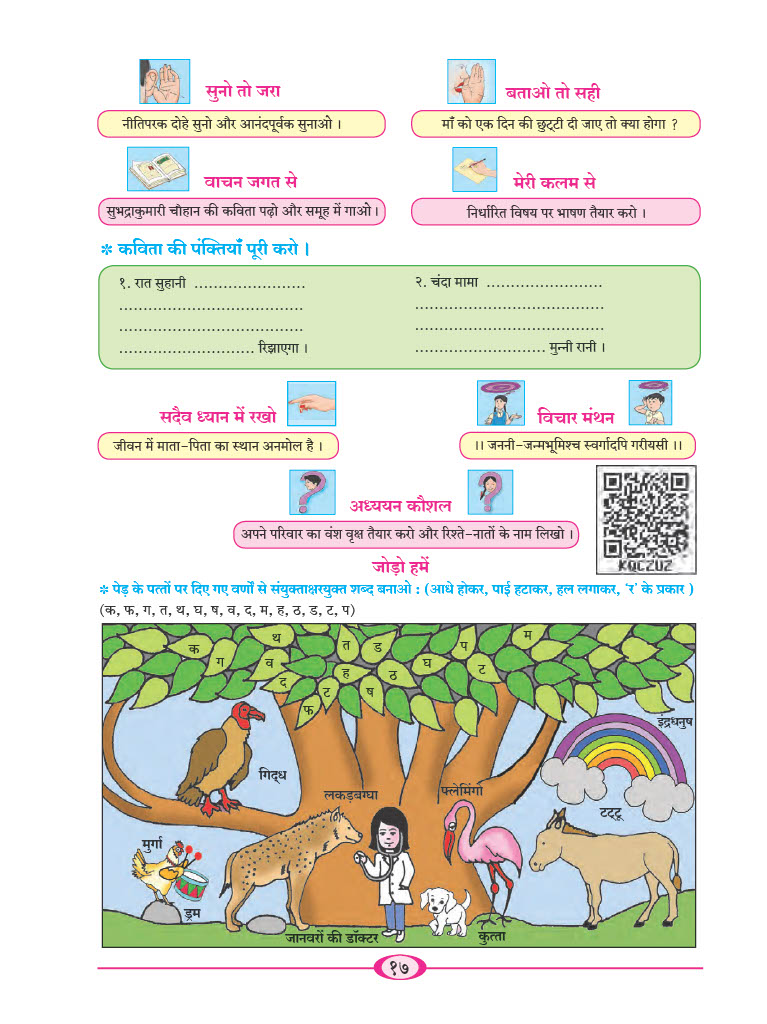 सुनो तो जरा
नीतिपरक दोहे सुनो और आनंदपूर्वक सुनाओ ।
बताओ तो सही
माँ को एक दिन की छुट्टी दी जाए तो क्या होगा ?
वाचन जगत से
सुभद्राकुमारी चौहान की कविता पढ़ो और समूह में गाओ ।
मेरी कलम से
निर्धारित विषय पर भाषण तैयार करो ।
* कविता की पंक्तियाँ पूरी करो ।
१. रात सुहानी .......................
......................................
......................................
............................ रिझाएगा ।
२. चंदा मामा ........................
.......................................
.......................................
........................... मुन्नी रानी ।
सदैव ध्यान में रखो
जीवन में माता-पिता का स्थान अनमोल है ।
विचार मंथन
।। जननी-जन्मभूमिश्च स्वर्गादपि गरीयसी ।।
अध्ययन कौशल
अपने परिवार का वंश वृक्ष तैयार करो और रिश्ते-नातों के नाम लिखो ।
KQCZUZ
जोड़ो हमें
* पेड़ के पत्तों पर दिए गए वर्णों से संयुक्ताक्षरयुक्त शब्द बनाओ : (आधे होकर, पाई हटाकर, हल लगाकर, 'र' के प्रकार )
(क, फ, ग, त, थ, घ, ष, व, द, म, ह, ठ, ड, ट, प)
क ग थ व द फ ट ह त ष ड ठ घ प ट म
इंद्रधनुष
गिद्ध
लकड़बग्घा
फ्लेमिंगो
टट्टू
मुर्गा
ड्रम
जानवरों की डॉक्टर
कुत्ता
१७